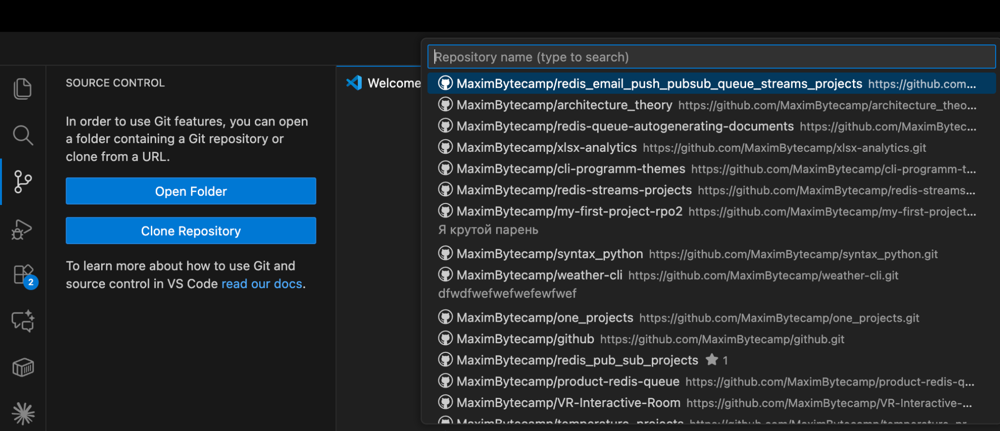 Repository name (type to search)
SOURCE CONTROL
In order to use Git features, you can open
a folder containing a Git repository or
clone from a URL.
Open Folder
Clone Repository
To learn more about how to use Git and
source control in VS Code read our docs.
2
Welcome
MaximBytecamp/redis_email_push_pubsub_queue_streams_projects https://github.com...
MaximBytecamp/architecture_theory https://github.com/MaximBytecamp/architecture_theo...
MaximBytecamp/redis-queue-autogenerating-documents https://github.com/MaximBytec...
MaximBytecamp/xlsx-analytics https://github.com/MaximBytecamp/xlsx-analytics.git
MaximBytecamp/cli-programm-themes https://github.com/MaximBytecamp/cli-programm-t...
MaximBytecamp/redis-streams-projects https://github.com/MaximBytecamp/redis-streams...
MaximBytecamp/my-first-project-rpo2 https://github.com/MaximBytecamp/my-first-project...
Я крутой парень
MaximBytecamp/syntax_python https://github.com/MaximBytecamp/syntax_python.git
MaximBytecamp/weather-cli https://github.com/MaximBytecamp/weather-cli.git
dfwdfwefwefwefewfwef
MaximBytecamp/one_projects https://github.com/MaximBytecamp/one_projects.git
MaximBytecamp/github https://github.com/MaximBytecamp/github.git
MaximBytecamp/redis_pub_sub_projects ★ 1
MaximBytecamp/product-redis-queue https://github.com/MaximBytecamp/product-redis-q...
MaximBytecamp/VR-Interactive-Room https://github.com/MaximBytecamp/VR-Interactive-...
MaximBytecamp/temperature_projects https://github.com/MaximBytecamp/temperature_pr...